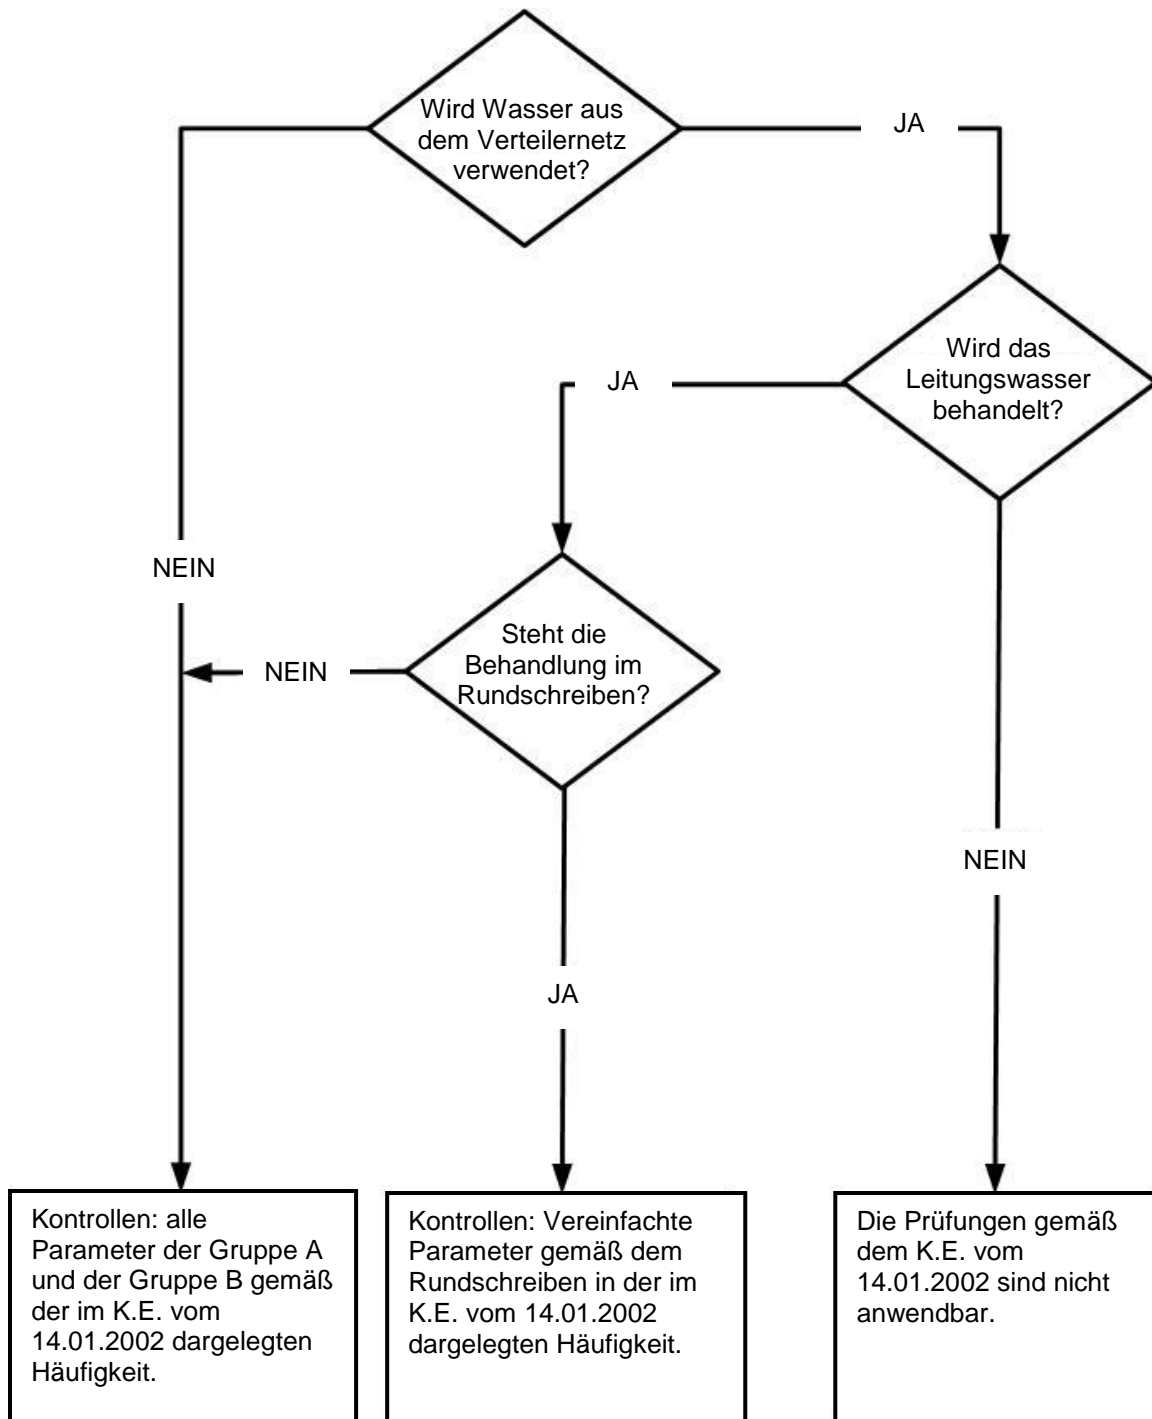 Wird Wasser aus
dem Verteilernetz
verwendet?
JA
Wird das
Leitungswasser
behandelt?
JA
NEIN
Steht die
Behandlung im
Rundschreiben?
NEIN
NEIN
JA
Kontrollen: alle
Parameter der Gruppe A
und der Gruppe B gemäß
der im K.E. vom
14.01.2002 dargelegten
Häufigkeit.
Kontrollen: Vereinfachte
Parameter gemäß dem
Rundschreiben in der im
K.E. vom 14.01.2002
dargelegten Häufigkeit.
Die Prüfungen gemäß
dem K.E. vom
14.01.2002 sind nicht
anwendbar.